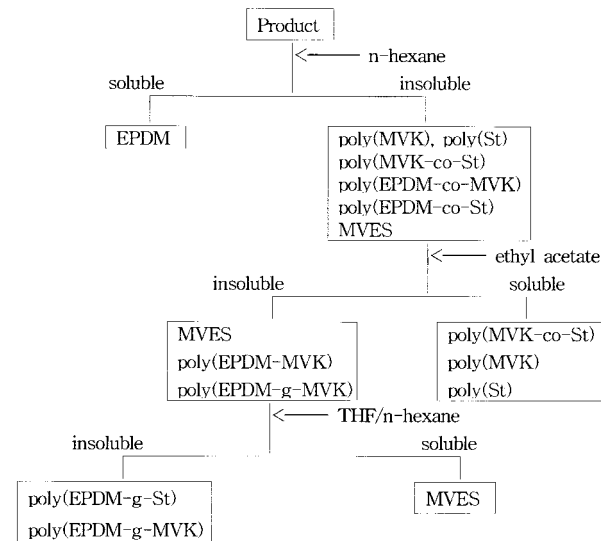 Product
n-hexane
soluble
insoluble
EPDM
poly(MVK), poly(St)
poly(MVK-co-St)
poly(EPDM-co-MVK)
poly(EPDM-co-St)
MVES
ethyl acetate
insoluble
soluble
MVES
poly(EPDM-MVK)
poly(EPDM-g-MVK)
poly(MVK-co-St)
poly(MVK)
poly(St)
THF/n-hexane
insoluble
soluble
poly(EPDM-g-St)
poly(EPDM-g-MVK)
MVES